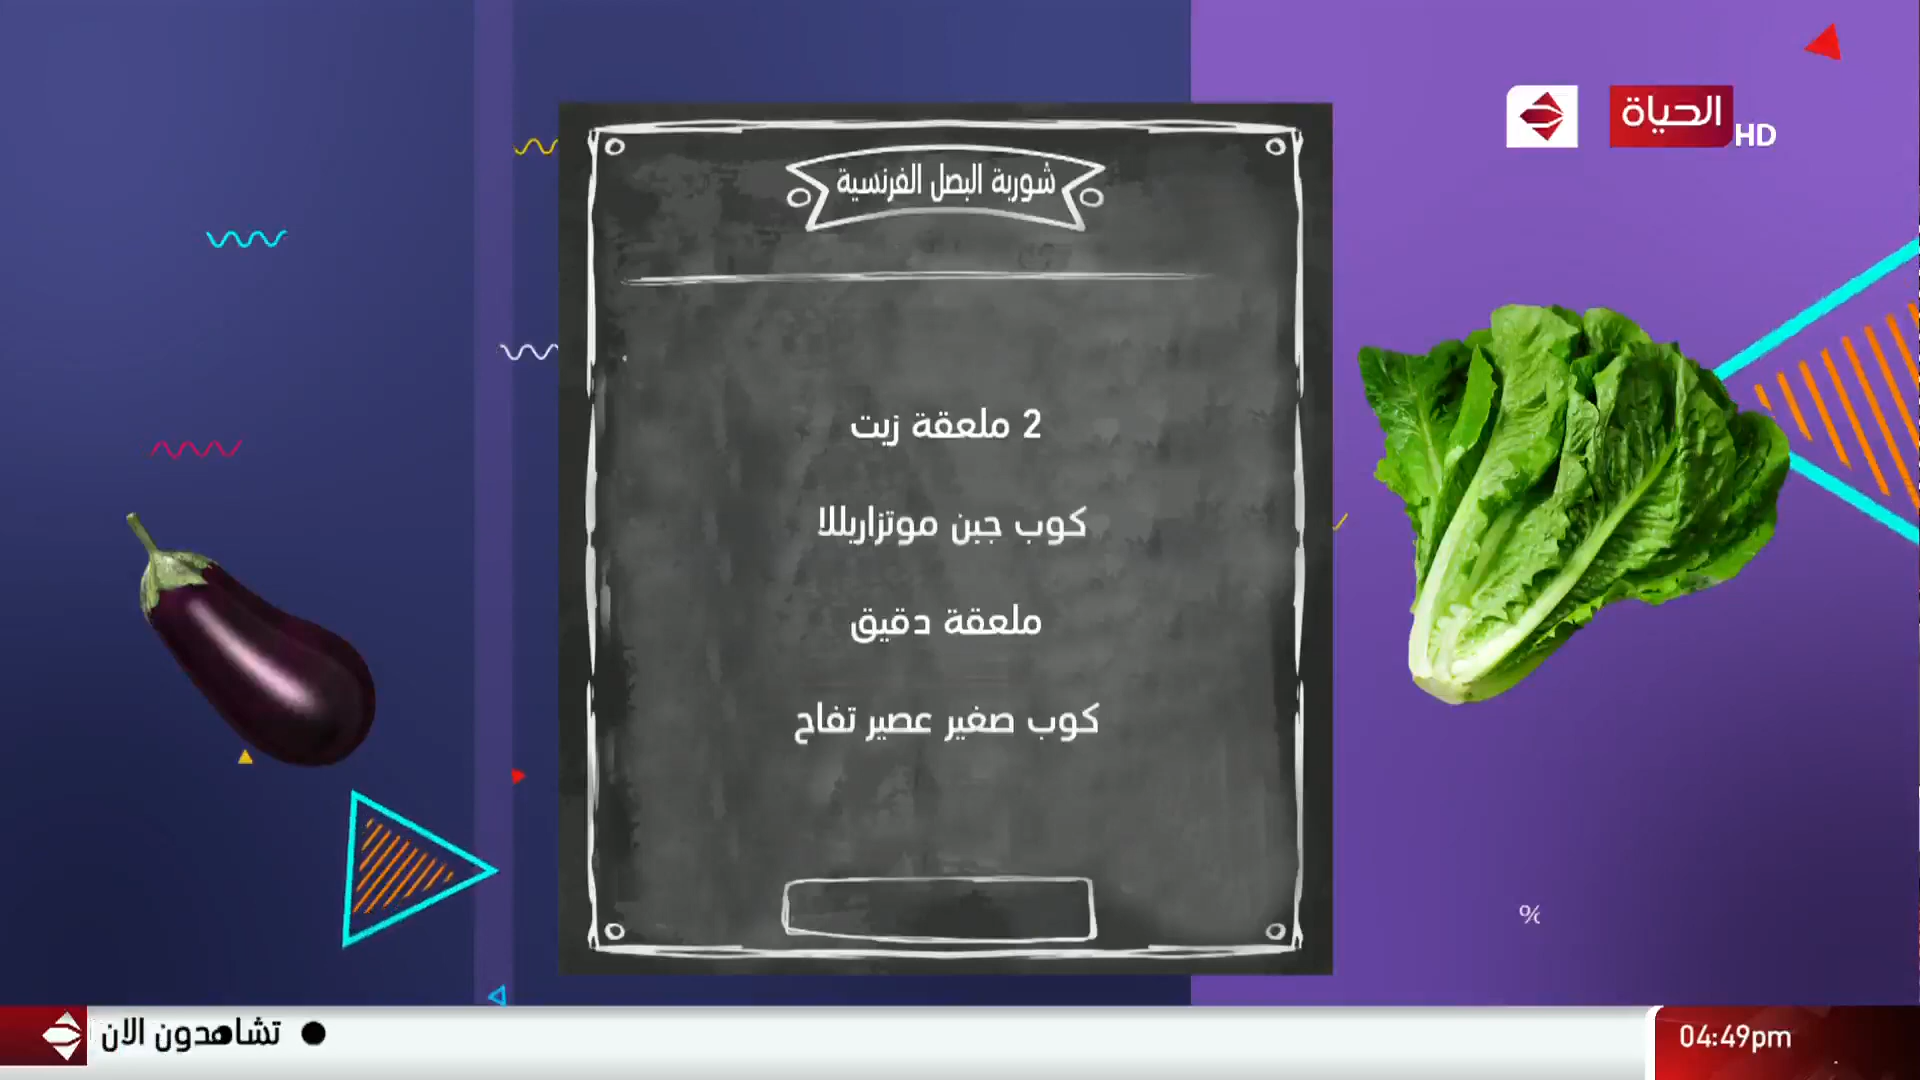 الحياة
HD
شوربة البصل الفرنسية
2 ملعقة زيت
كوب جبن موتزاريللا
ملعقة دقيق
كوب صغير عصير تفاح
%
تشاهدون الان
04:49pm